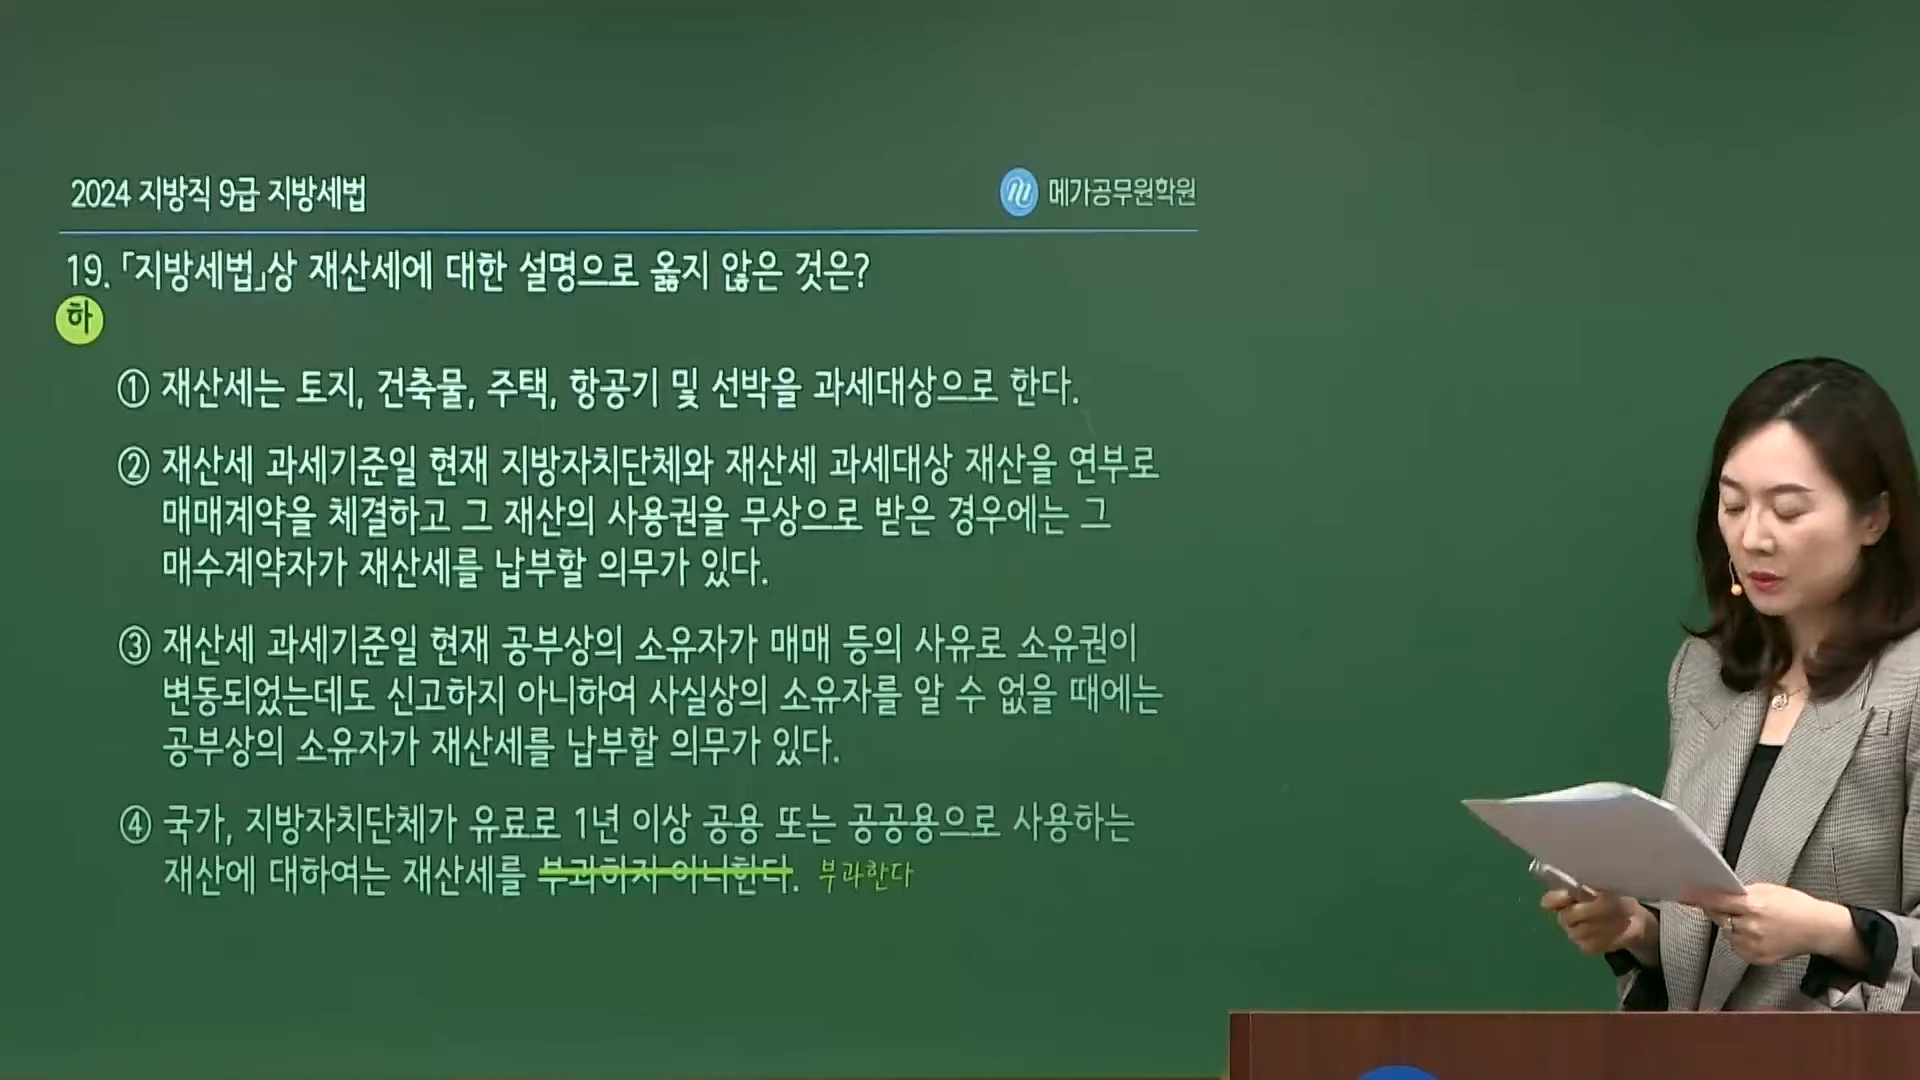 2024 지방직 9급 지방세법
메가공무원학원
19. 「지방세법」상 재산세에 대한 설명으로 옳지 않은 것은?
하
① 재산세는 토지, 건축물, 주택, 항공기 및 선박을 과세대상으로 한다.
② 재산세 과세기준일 현재 지방자치단체와 재산세 과세대상 재산을 연부로
매매계약을 체결하고 그 재산의 사용권을 무상으로 받은 경우에는 그
매수계약자가 재산세를 납부할 의무가 있다.
③ 재산세 과세기준일 현재 공부상의 소유자가 매매 등의 사유로 소유권이
변동되었는데도 신고하지 아니하여 사실상의 소유자를 알 수 없을 때에는
공부상의 소유자가 재산세를 납부할 의무가 있다.
④ 국가, 지방자치단체가 유료로 1년 이상 공용 또는 공공용으로 사용하는
재산에 대하여는 재산세를 부과하지 아니한다. 부과한다